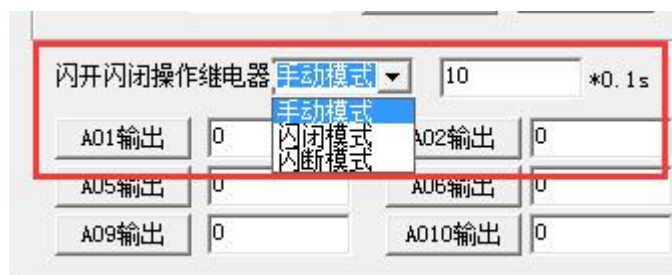 闪开闪闭操作继电器 手动模式 10 *0.1s
手动模式
闪闭模式
闪断模式
A01输出 0 A02输出 0
A05输出 0 A06输出 0
A09输出 0 A010输出 0